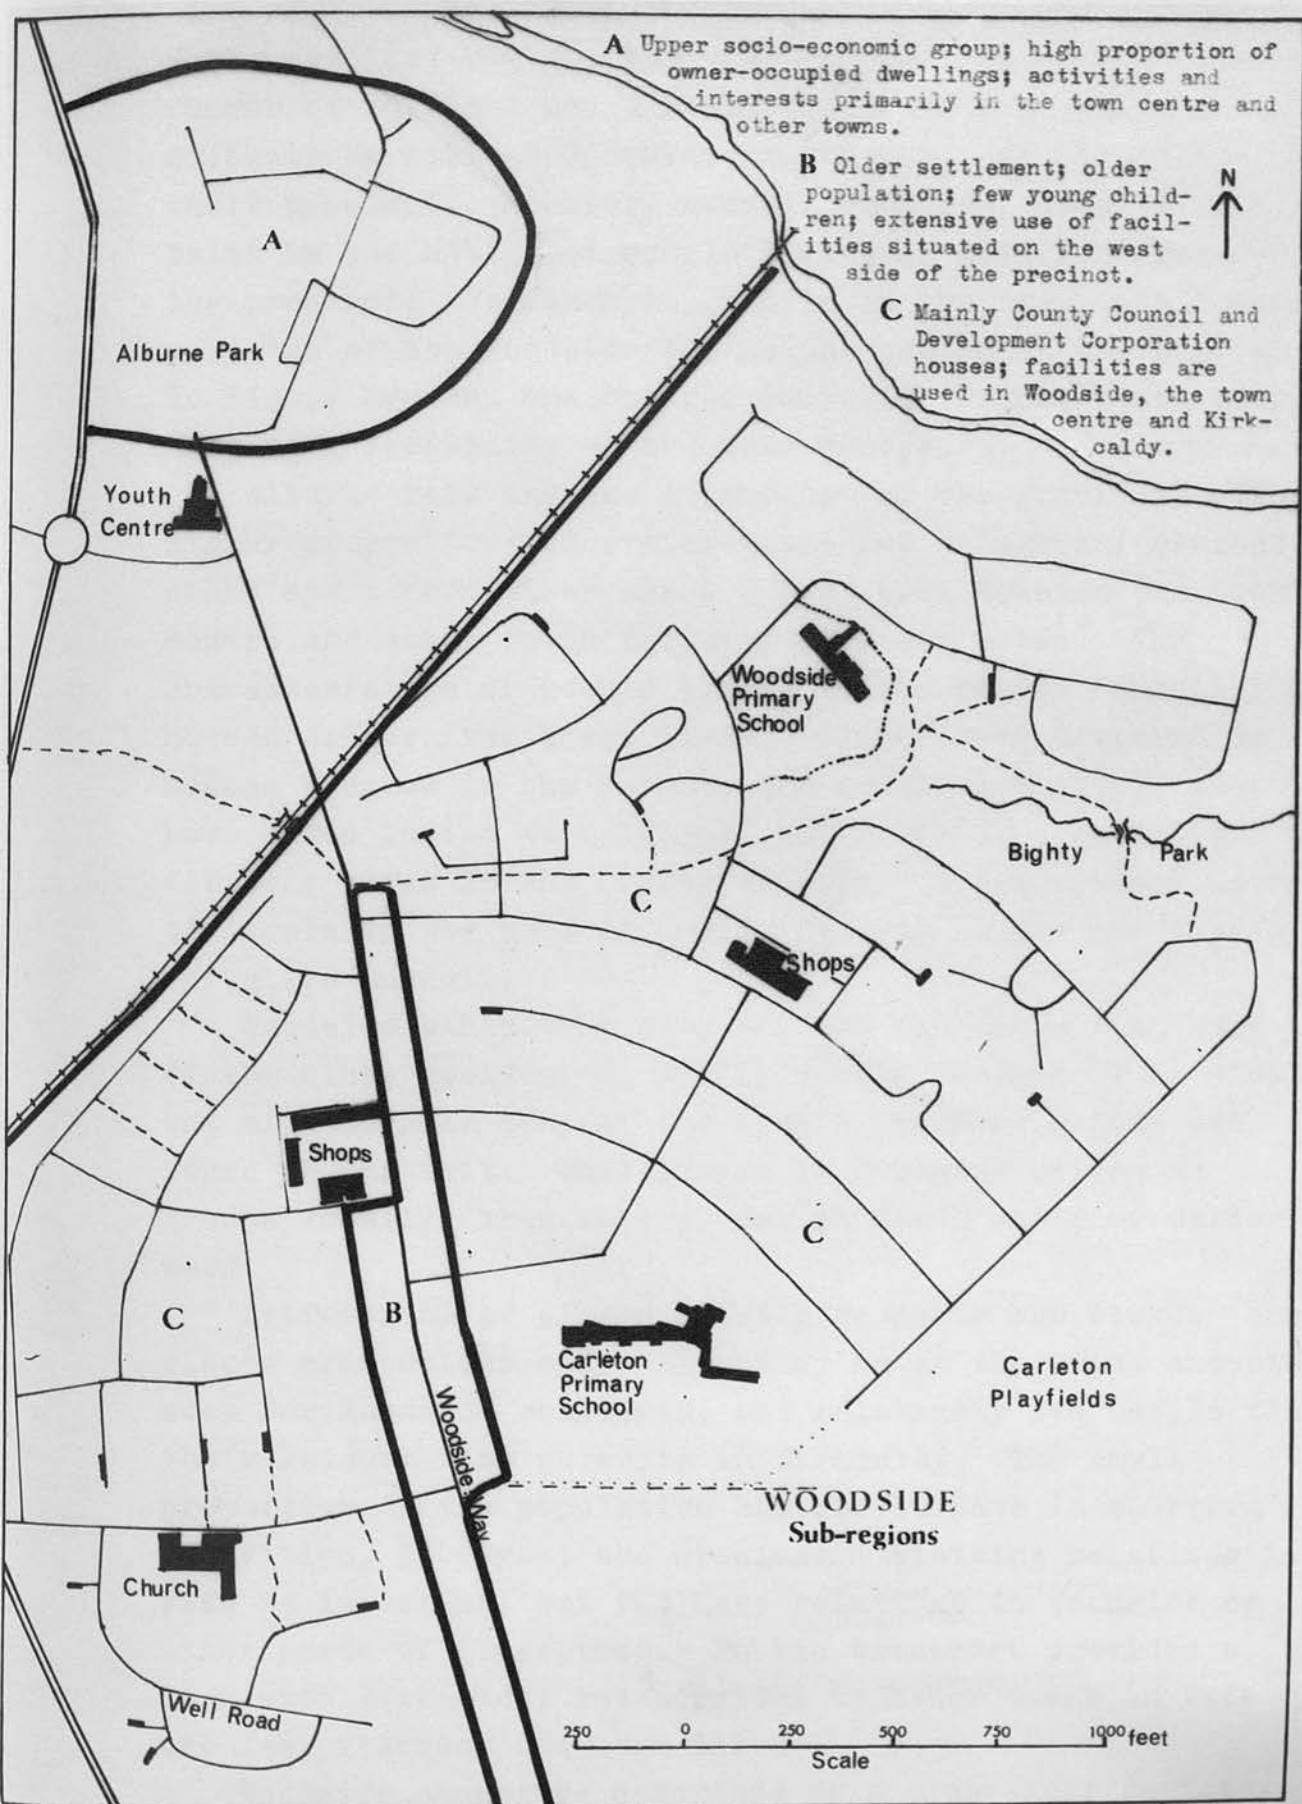 A Upper socio-economic group; high proportion of
owner-occupied dwellings; activities and
interests primarily in the town centre and
other towns.
B Older settlement; older
population; few young child-
ren; extensive use of facil-
ities situated on the west
side of the precinct.
N
C Mainly County Council and
Development Corporation
houses; facilities are
used in Woodside, the town
centre and Kirk-
caldy.
A
Alburne Park
Youth
Centre
Woodside
Primary
School
Bighty Park
C
Shops
Shops
C
C
B
Carleton
Primary
School
Carleton
Playfields
Woodside Way
WOODSIDE
Sub-regions
Church
Well Road
250 0 250 500 750 1000 feet
Scale